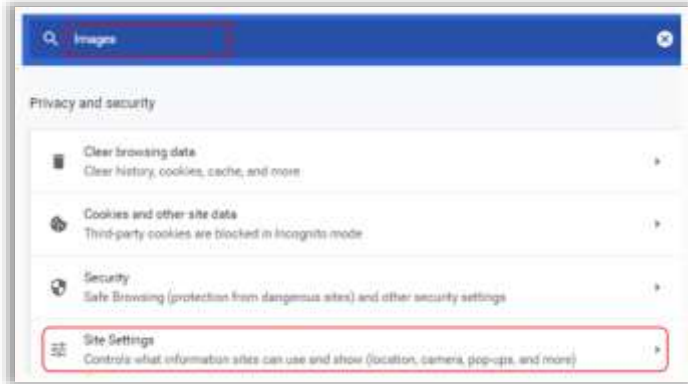 Images
Privacy and security
Clear browsing data
Clear history, cookies, cache, and more
Cookies and other site data
Third-party cookies are blocked in Incognito mode
Security
Safe Browsing (protection from dangerous sites) and other security settings
Site Settings
Controls what information sites can use and show (location, camera, pop-ups, and more)